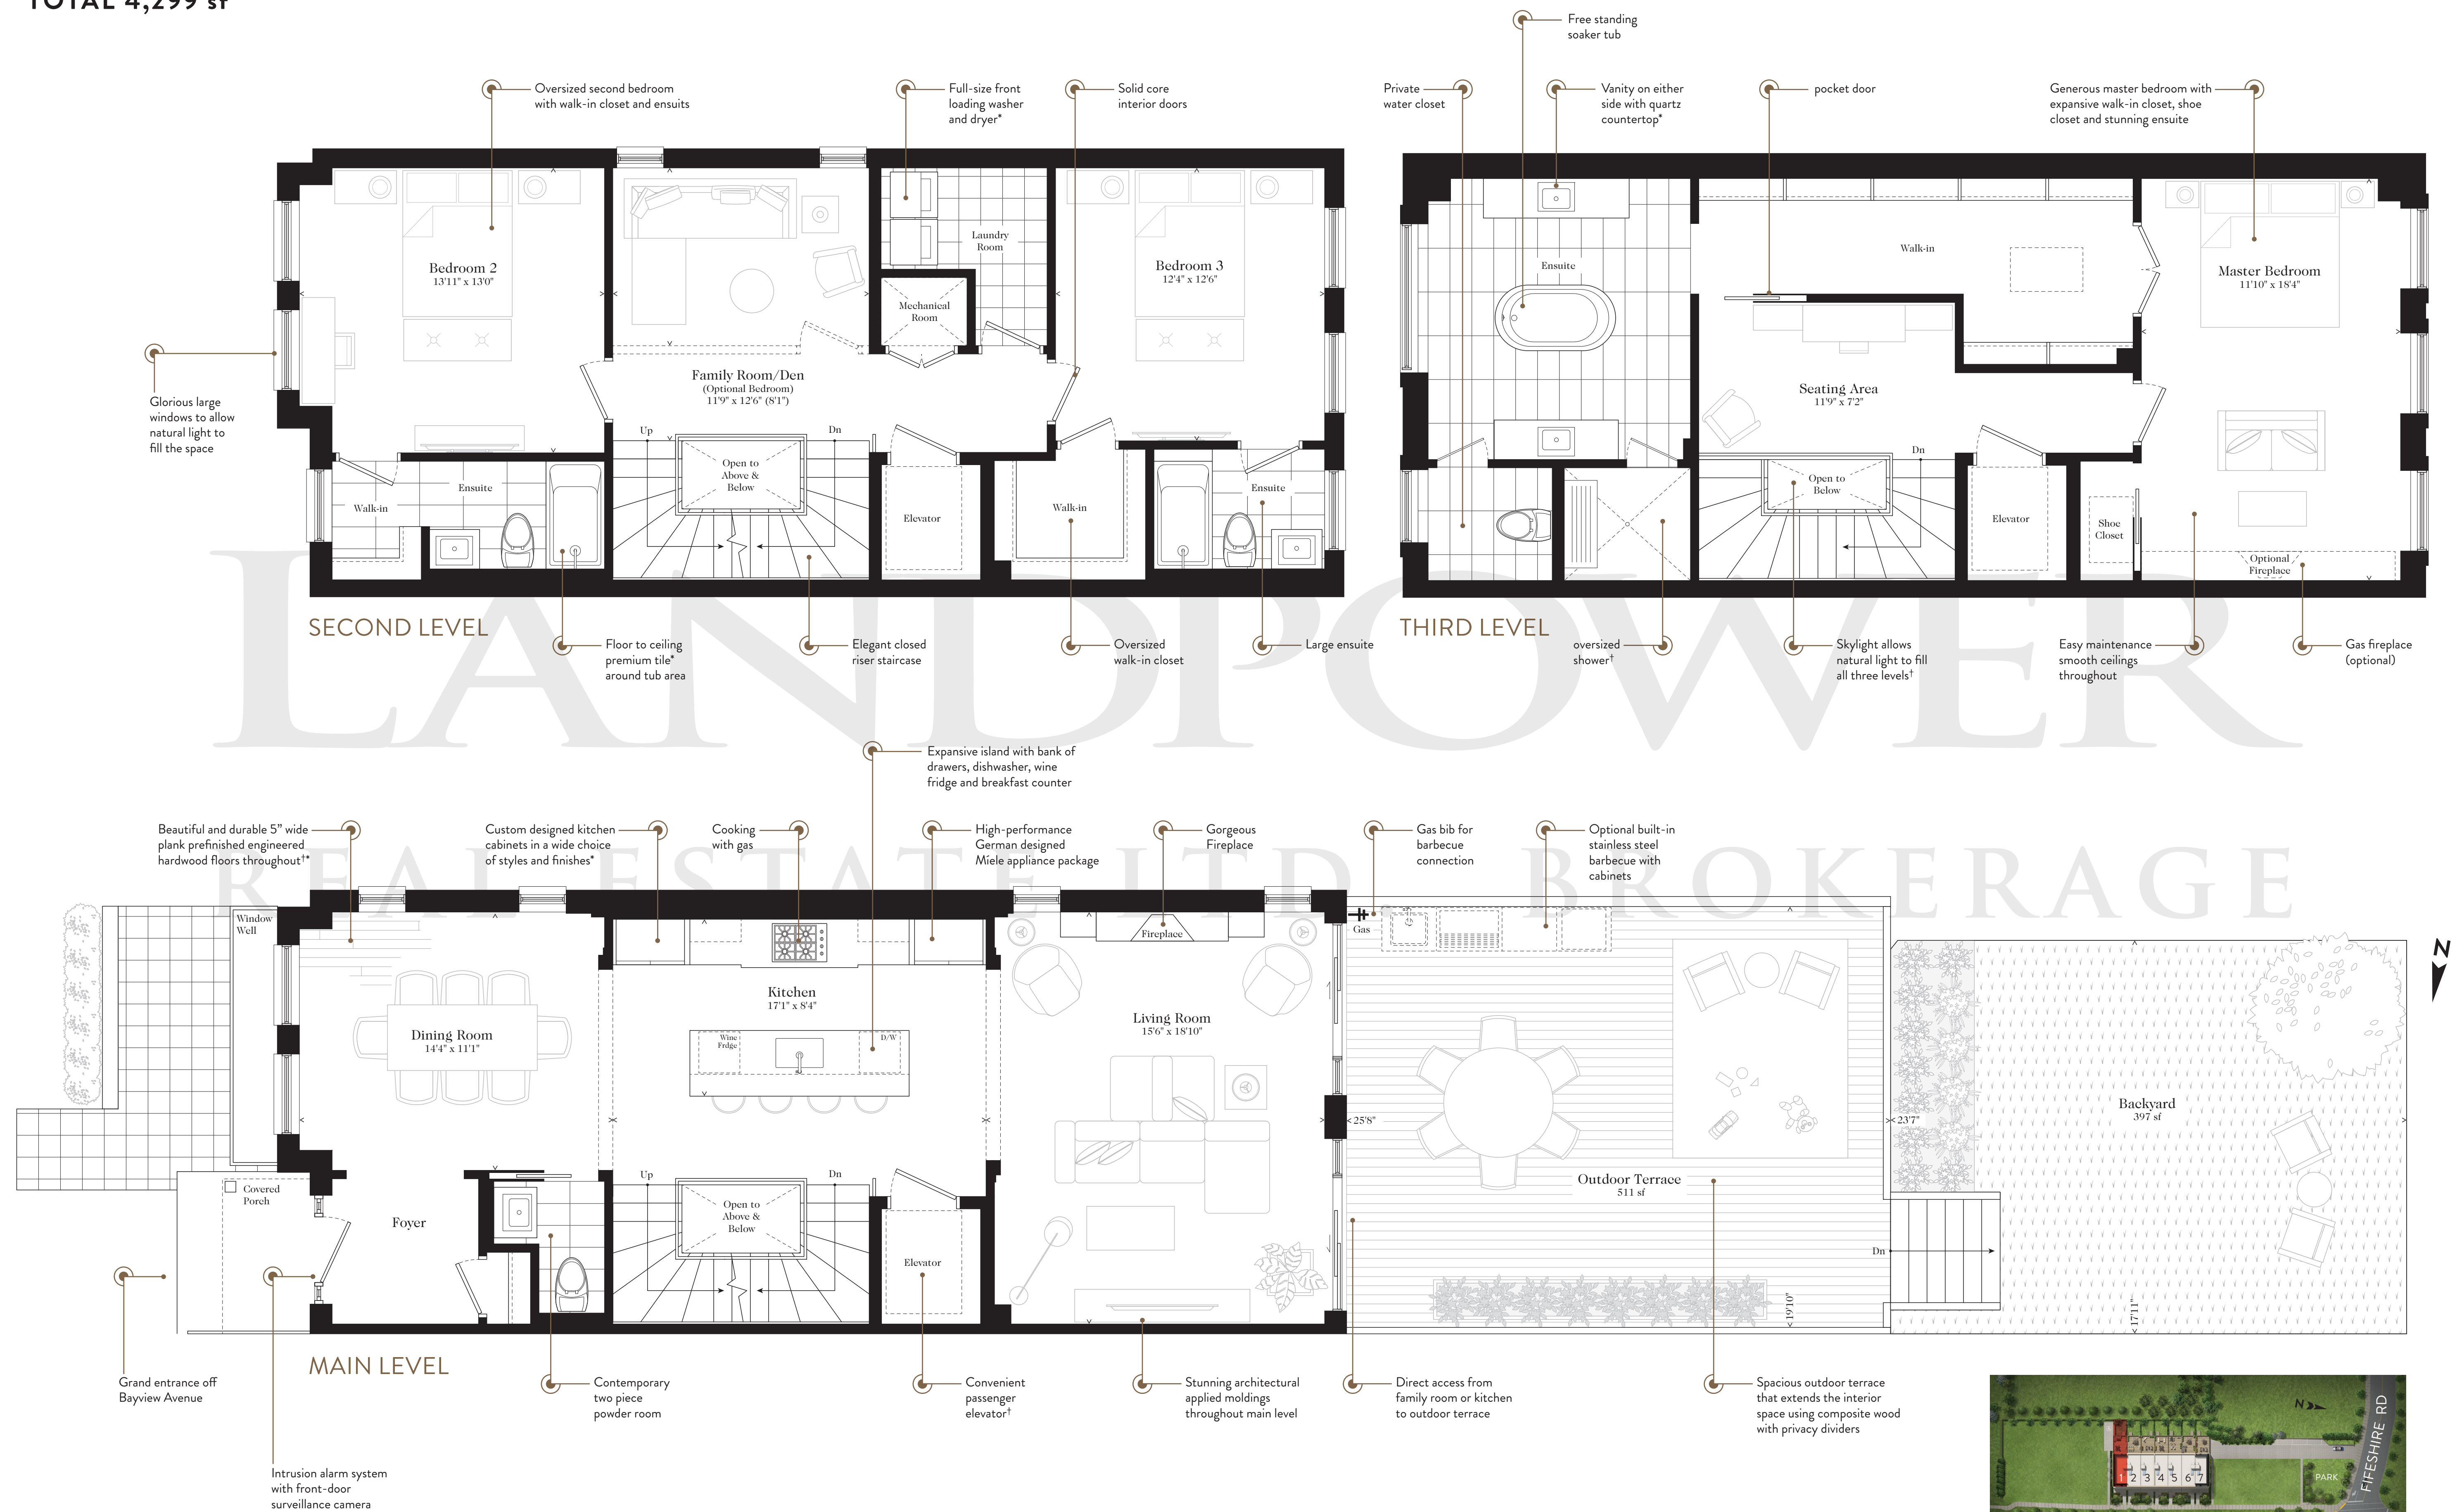 TOTAL 4,299 sf
Free standing
soaker tub
Oversized second bedroom
with walk-in closet and ensuits
Full-size front
loading washer
and dryer*
Solid core
interior doors
Private
water closet
Vanity on either
side with quartz
countertop*
pocket door
Generous master bedroom with
expansive walk-in closet, shoe
closet and stunning ensuite
Glorious large
windows to allow
natural light to
fill the space
Bedroom 2
13'11" x 13'0"
Family Room/Den
(Optional Bedroom)
11'9" x 12'6" (8'1")
Laundry
Room
Mechanical
Room
Bedroom 3
12'4" x 12'6"
Walk-in
Ensuite
Up
Open to
Above &
Below
Dn
Elevator
Walk-in
Ensuite
Ensuite
Walk-in
Master Bedroom
11'10" x 18'4"
Seating Area
11'9" x 7'2"
Open to
Below
Dn
Elevator
Shoe
Closet
Optional
Fireplace
SECOND LEVEL
Floor to ceiling
premium tile*
around tub area
Elegant closed
riser staircase
Oversized
walk-in closet
Large ensuite
THIRD LEVEL
oversized
shower†
Skylight allows
natural light to fill
all three levels†
Easy maintenance
smooth ceilings
throughout
Gas fireplace
(optional)
LANDPOWER
REAL ESTATE LTD. BROKERAGE
Expansive island with bank of
drawers, dishwasher, wine
fridge and breakfast counter
Beautiful and durable 5" wide
plank prefinished engineered
hardwood floors throughout†*
Custom designed kitchen
cabinets in a wide choice
of styles and finishes*
Cooking
with gas
High-performance
German designed
Miele appliance package
Gorgeous
Fireplace
Gas bib for
barbecue
connection
Optional built-in
stainless steel
barbecue with
cabinets
Window
Well
Dining Room
14'4" x 11'1"
Kitchen
17'1" x 8'4"
Wine
Frdge
D/W
Fireplace
Living Room
15'6" x 18'10"
Gas
25'8"
23'7"
Outdoor Terrace
511 sf
19'10"
Backyard
397 sf
17'11"
Dn
N
Covered
Porch
Foyer
Up
Open to
Above &
Below
Dn
Elevator
MAIN LEVEL
Grand entrance off
Bayview Avenue
Intrusion alarm system
with front-door
surveillance camera
Contemporary
two piece
powder room
Convenient
passenger
elevator†
Stunning architectural
applied moldings
throughout main level
Direct access from
family room or kitchen
to outdoor terrace
Spacious outdoor terrace
that extends the interior
space using composite wood
with privacy dividers
N
1 2 3 4 5 6 7
PARK
FIFESHIRE RD